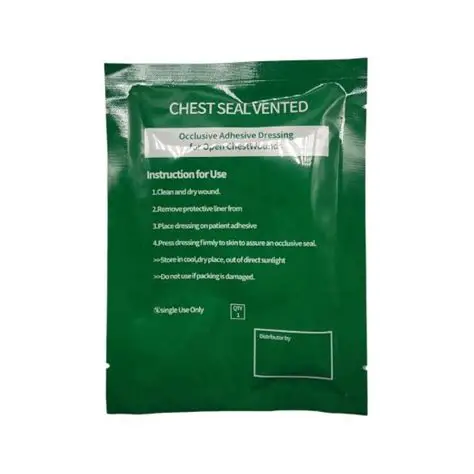 CHEST SEAL VENTED
Occlusive Adhesive Dressing
for Open ChestWound
Instruction for Use
1.Clean and dry wound.
2.Remove protective liner from
3.Place dressing on patient adhesive
4.Press dressing firmly to skin to assure an occlusive seal.
>>Store in cool,dry place, out of direct sunlight
>>Do not use if packing is damaged.
single Use Only
QTY
1
Distributor by